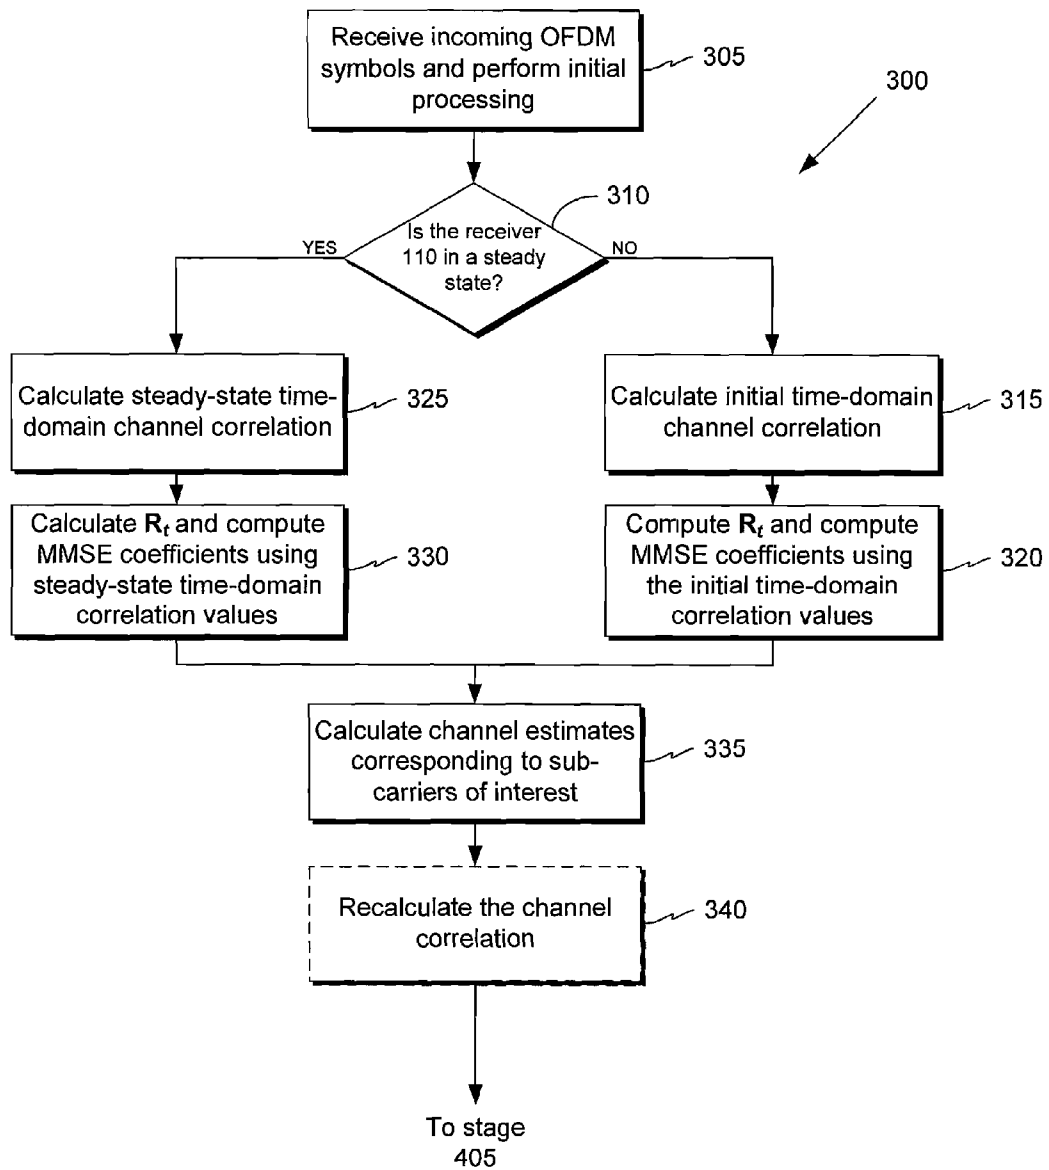 Receive incoming OFDM
symbols and perform initial
processing
305
300
310
Is the receiver
110 in a steady
state?
YES
NO
Calculate steady-state time-
domain channel correlation
325
Calculate initial time-domain
channel correlation
315
Calculate Rt and compute
MMSE coefficients using
steady-state time-domain
correlation values
330
Compute Rt and compute
MMSE coefficients using
the initial time-domain
correlation values
320
Calculate channel estimates
corresponding to sub-
carriers of interest
335
Recalculate the channel
correlation
340
To stage
405